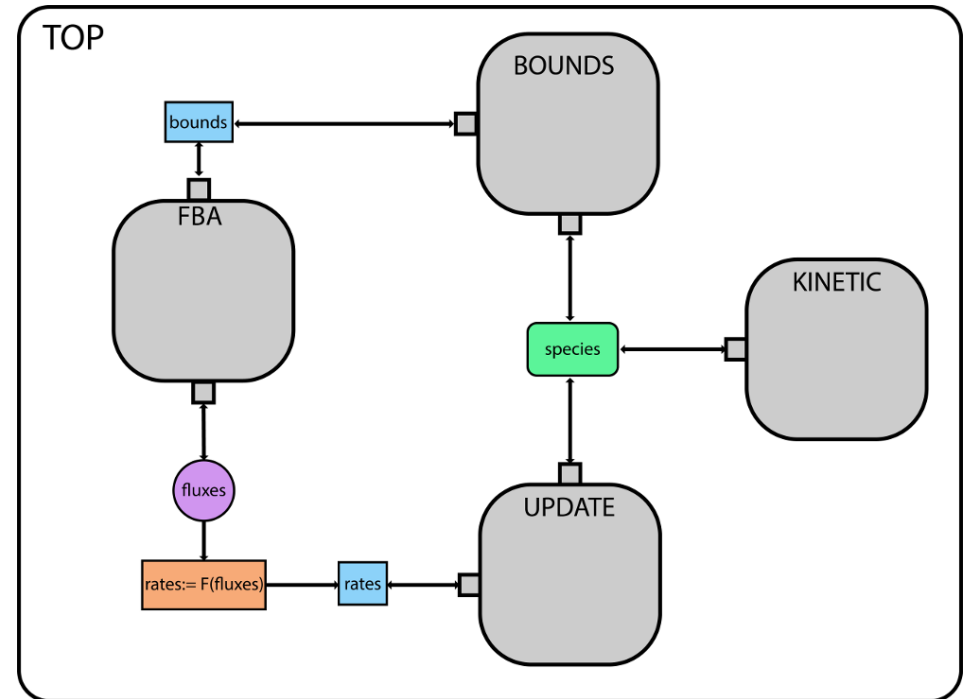 TOP
BOUNDS
bounds
FBA
KINETIC
species
fluxes
UPDATE
rates:= F(fluxes)
rates